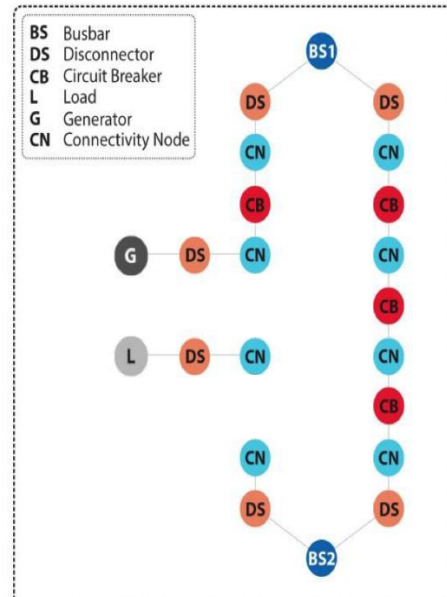 BS Busbar
DS Disconnector
CB Circuit Breaker
L Load
G Generator
CN Connectivity Node
BS1
DS DS
CN CN
CB CB
G DS CN CN
CB
L DS CN CN
CB
CN CN
DS DS
BS2